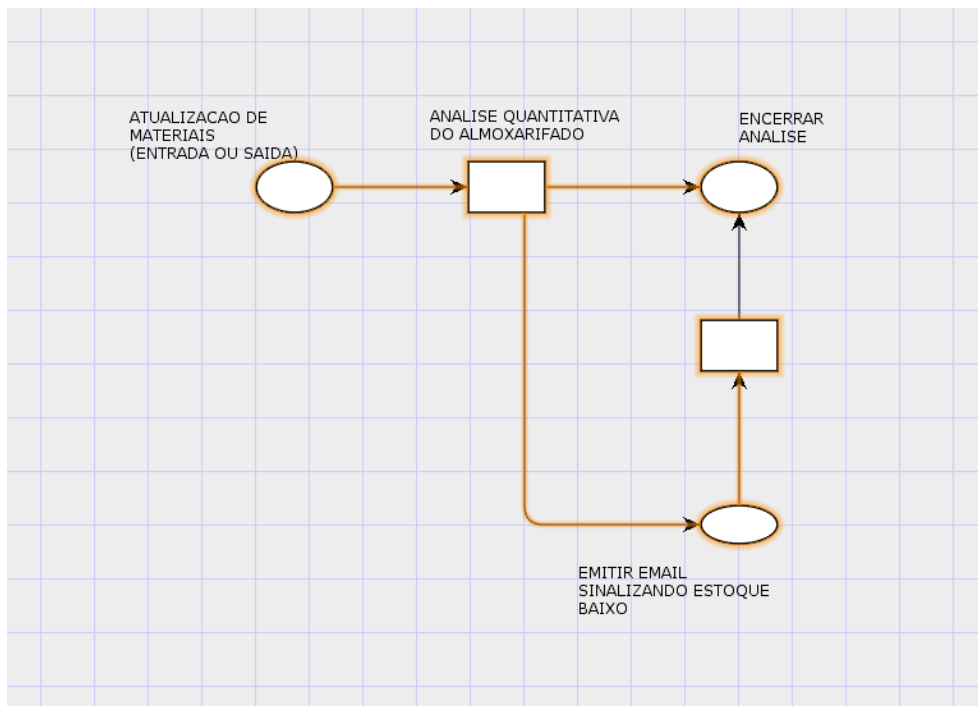 ATUALIZACAO DE
MATERIAIS
(ENTRADA OU SAIDA)
ANALISE QUANTITATIVA
DO ALMOXARIFADO
ENCERRAR
ANALISE
EMITIR EMAIL
SINALIZANDO ESTOQUE
BAIXO